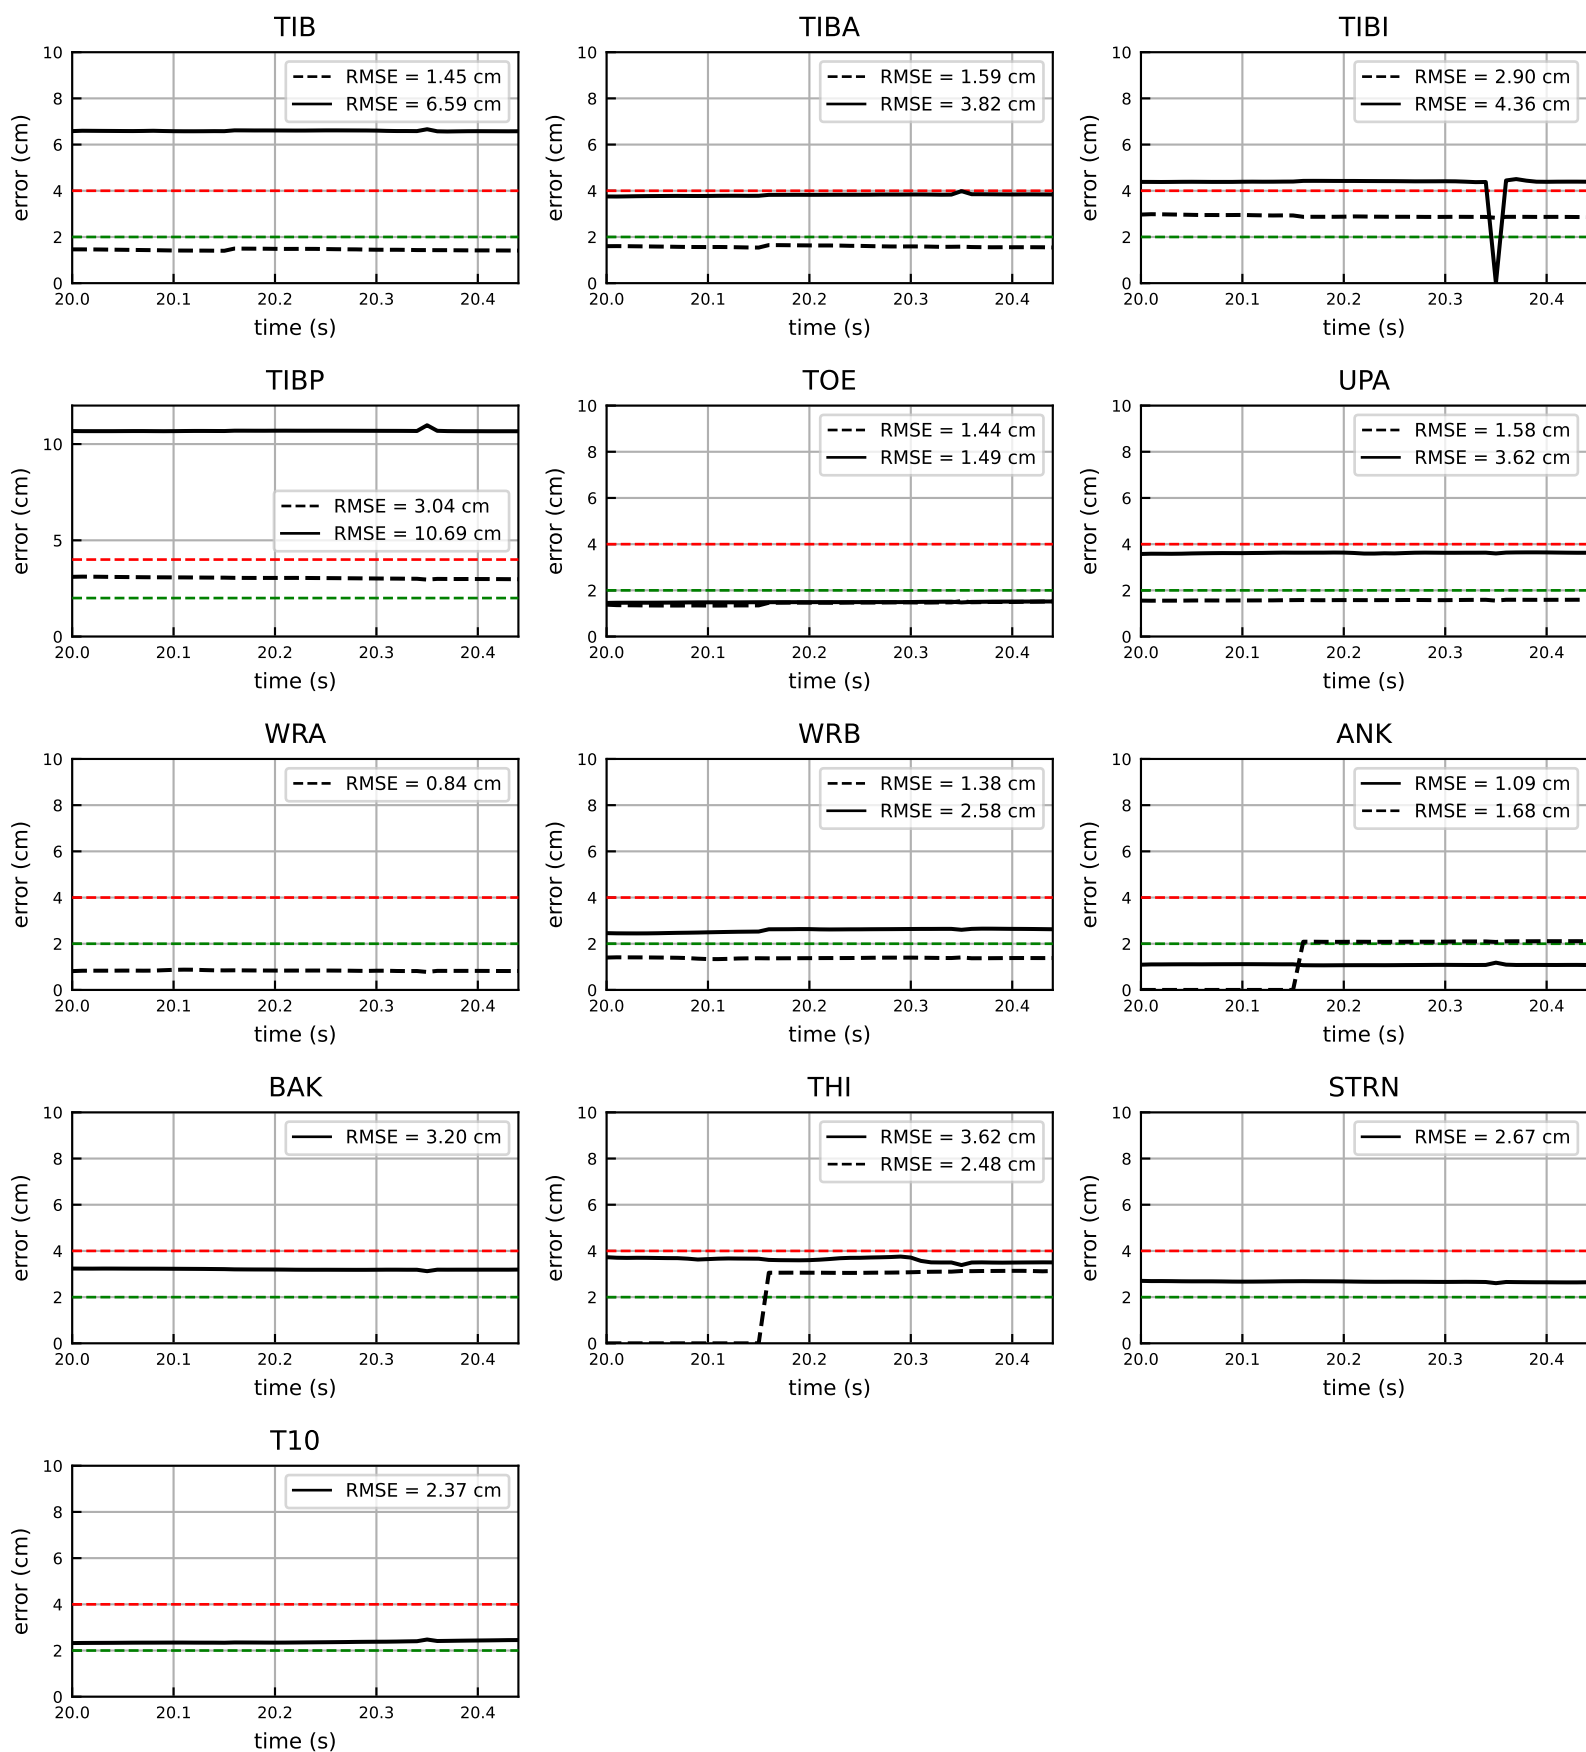 TIB
RMSE = 1.45 cm
RMSE = 6.59 cm
error (cm)
10
8
6
4
2
0
20.0 20.1 20.2 20.3 20.4
time (s)
TIBA
RMSE = 1.59 cm
RMSE = 3.82 cm
error (cm)
10
8
6
4
2
0
20.0 20.1 20.2 20.3 20.4
time (s)
TIBI
RMSE = 2.90 cm
RMSE = 4.36 cm
error (cm)
10
8
6
4
2
0
20.0 20.1 20.2 20.3 20.4
time (s)
TIBP
RMSE = 3.04 cm
RMSE = 10.69 cm
error (cm)
10
5
0
20.0 20.1 20.2 20.3 20.4
time (s)
TOE
RMSE = 1.44 cm
RMSE = 1.49 cm
error (cm)
10
8
6
4
2
0
20.0 20.1 20.2 20.3 20.4
time (s)
UPA
RMSE = 1.58 cm
RMSE = 3.62 cm
error (cm)
10
8
6
4
2
0
20.0 20.1 20.2 20.3 20.4
time (s)
WRA
RMSE = 0.84 cm
error (cm)
10
8
6
4
2
0
20.0 20.1 20.2 20.3 20.4
time (s)
WRB
RMSE = 1.38 cm
RMSE = 2.58 cm
error (cm)
10
8
6
4
2
0
20.0 20.1 20.2 20.3 20.4
time (s)
ANK
RMSE = 1.09 cm
RMSE = 1.68 cm
error (cm)
10
8
6
4
2
0
20.0 20.1 20.2 20.3 20.4
time (s)
BAK
RMSE = 3.20 cm
error (cm)
10
8
6
4
2
0
20.0 20.1 20.2 20.3 20.4
time (s)
THI
RMSE = 3.62 cm
RMSE = 2.48 cm
error (cm)
10
8
6
4
2
0
20.0 20.1 20.2 20.3 20.4
time (s)
STRN
RMSE = 2.67 cm
error (cm)
10
8
6
4
2
0
20.0 20.1 20.2 20.3 20.4
time (s)
T10
RMSE = 2.37 cm
error (cm)
10
8
6
4
2
0
20.0 20.1 20.2 20.3 20.4
time (s)